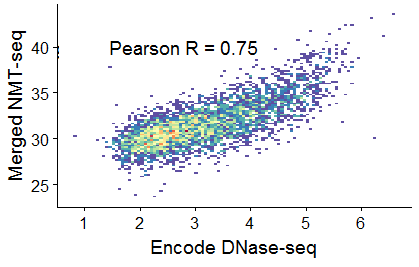 Pearson R = 0.75
Merged NMT-seq
40
35
30
25
1 2 3 4 5 6
Encode DNase-seq